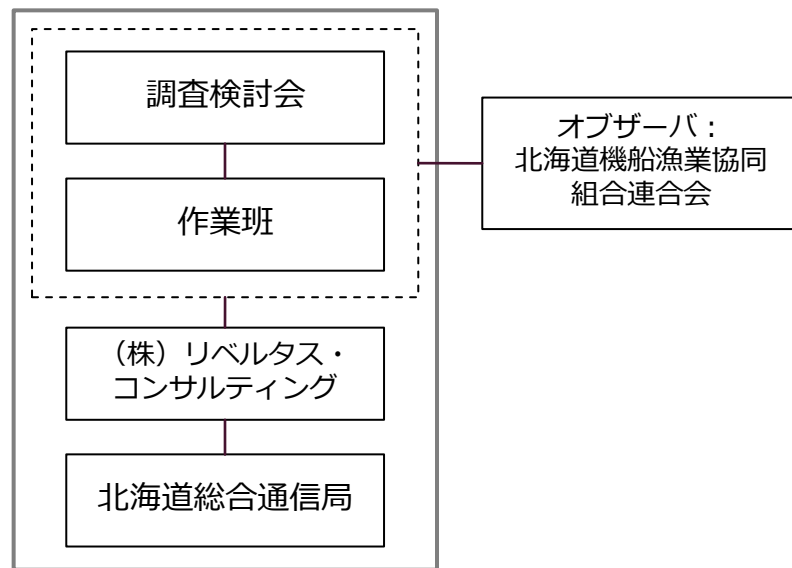 調査検討会
作業班
オブザーバ：
北海道機船漁業協同
組合連合会
（株）リベルタス・
コンサルティング
北海道総合通信局